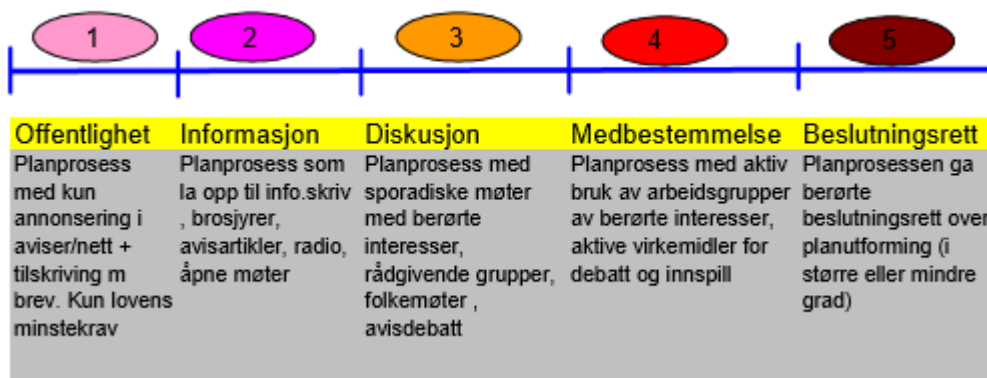 1
2
3
4
5
Offentlighet
Planprosess
med kun
annonsering i
aviser/nett +
tilskriving m
brev. Kun lovens
minstekrav
Informasjon
Planprosess som
la opp til info.skriv
, brosjyrer,
avisartikler, radio,
åpne møter
Diskusjon
Planprosess med
sporadiske møter
med berørte
interesser,
rådgivende grupper,
folkemøter ,
avisdebatt
Medbestemmelse
Planprosess med aktiv
bruk av arbeidsgrupper
av berørte interesser,
aktive virkemidler for
debatt og innspill
Beslutningsrett
Planprosessen ga
berørte
beslutningsrett over
planutforming (i
større eller mindre
grad)